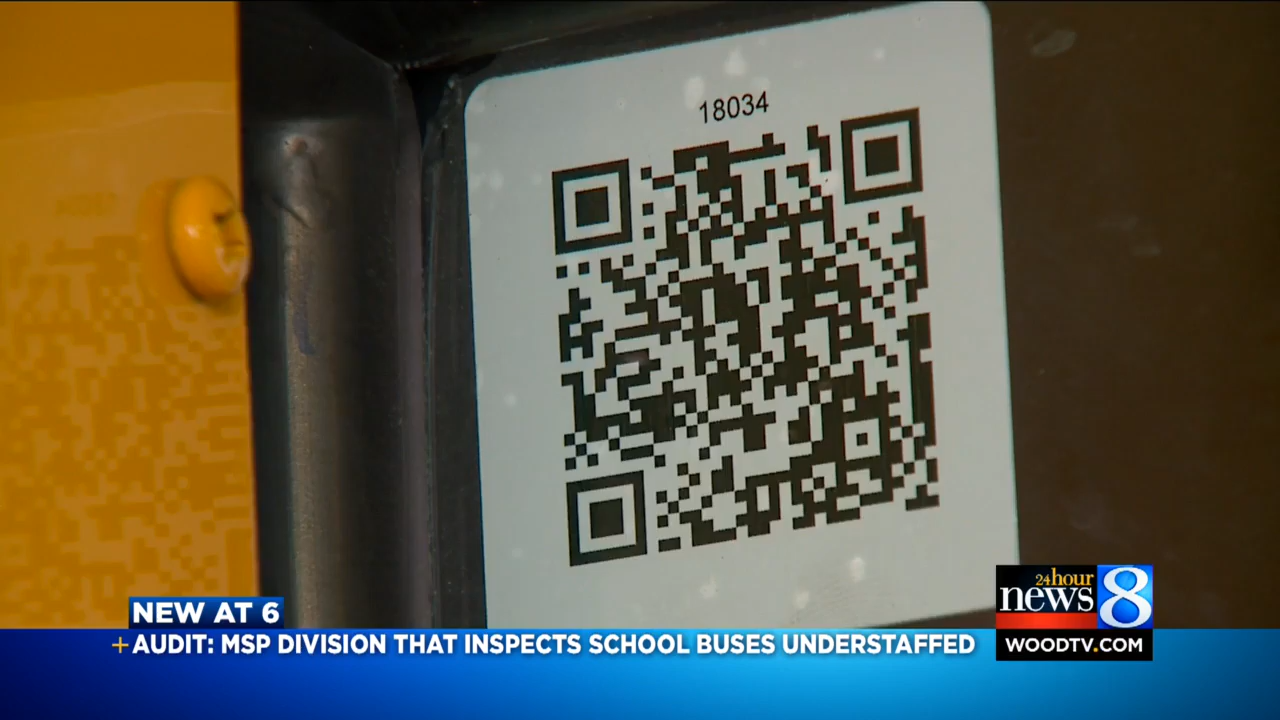 18034
NEW AT 6
+AUDIT: MSP DIVISION THAT INSPECTS SCHOOL BUSES UNDERSTAFFED
24hour
news 8
WOODTV.COM